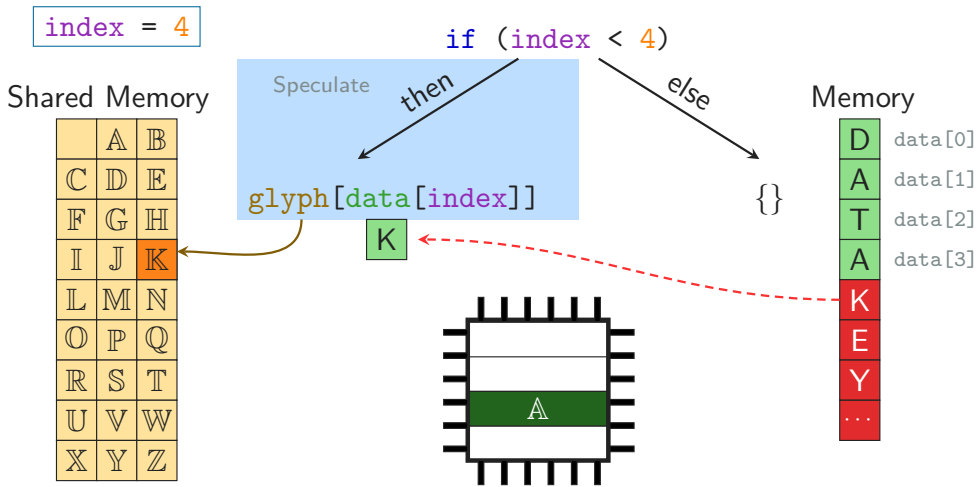 index = 4
if (index < 4)
Speculate
then
else
Shared Memory
Memory
𝔸 𝔹
ℂ 𝔻 𝔼
𝔽 𝔾 ℍ
𝕀 𝕁 𝕂
𝕃 𝕄 ℕ
𝕆 ℙ ℚ
ℝ 𝕊 𝕋
𝕌 𝕍 𝕎
𝕏 𝕐 ℤ
glyph[data[index]]
K
{}
𝔸
D data[0]
A data[1]
T data[2]
A data[3]
K
E
Y
...